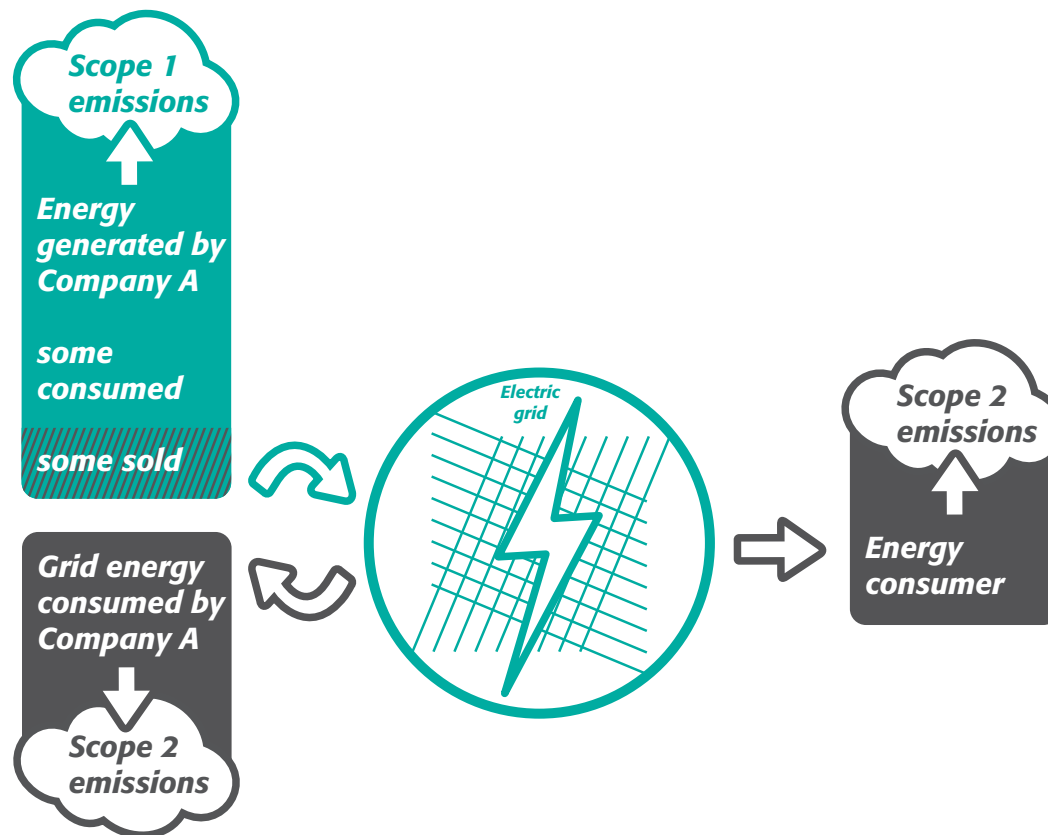 Scope 1
emissions
Energy
generated by
Company A
some
consumed
some sold
Grid energy
consumed by
Company A
Scope 2
emissions
Electric
grid
Scope 2
emissions
Energy
consumer